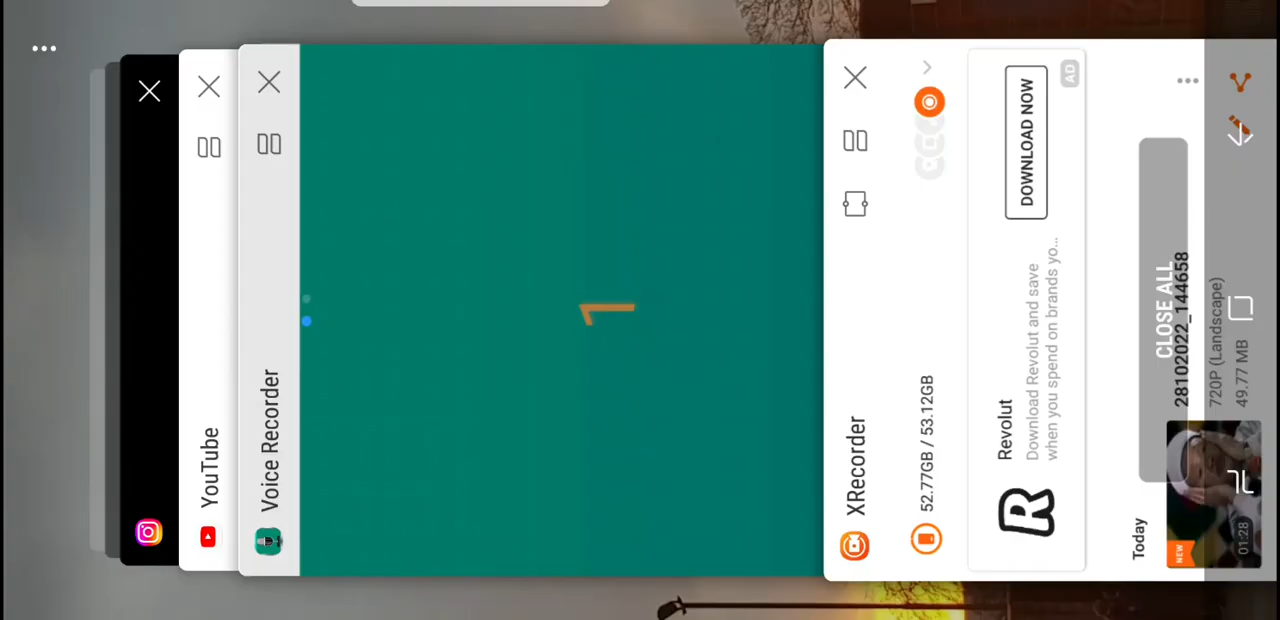 YouTube
Voice Recorder
1
XRecorder
52.77GB / 53.12GB
Revolut
AD
Download Revolut and save
when you spend on brands yo...
DOWNLOAD NOW
R
Today
CLOSE ALL
28102022_144658
720P (Landscape)
49.77 MB
NEW
01:28